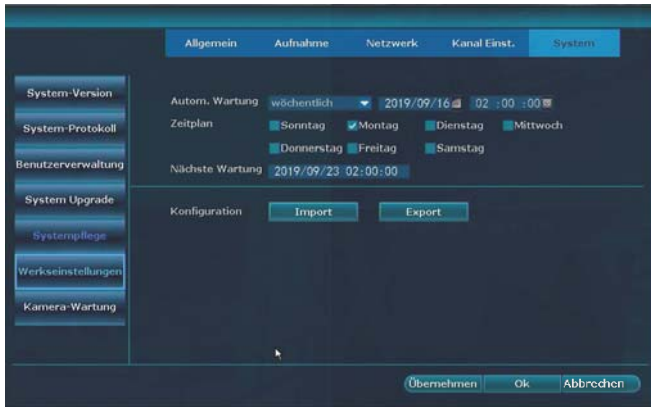 Allgemein Aufnahme Netzwerk Kanal Einst. System
System-Version
System-Protokoll
Benutzerverwaltung
System Upgrade
Systempflege
Werkseinstellungen
Kamera-Wartung
Autom. Wartung wöchentlich 2019/09/16 02 :00 :00
Zeitplan Sonntag Montag Dienstag Mittwoch
Donnerstag Freitag Samstag
Nächste Wartung 2019/09/23 02:00:00
Konfiguration Import Export
Übernehmen Ok Abbrechen